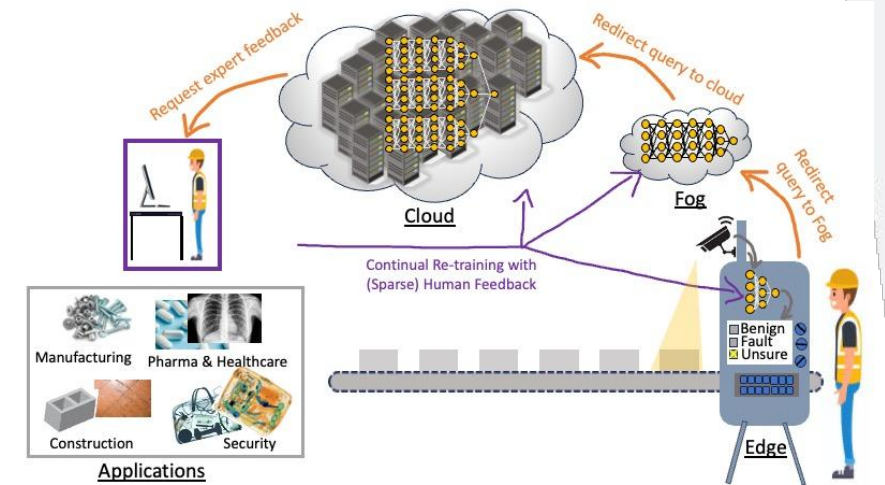 Request expert feedback
Redirect query to cloud
Redirect
query to Fog
Cloud
Fog
Continual Re-training with
(Sparse) Human Feedback
Manufacturing
Pharma & Healthcare
Construction
Security
Applications
Benign
Fault
Unsure
Edge